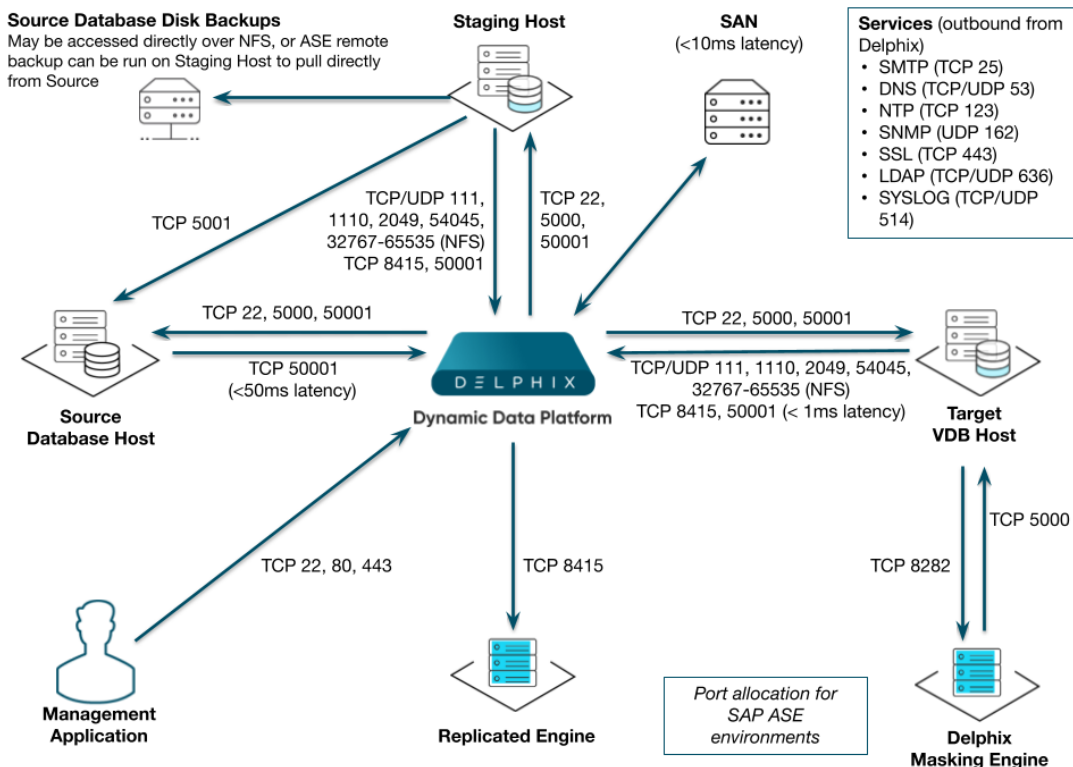 Source Database Disk Backups
May be accessed directly over NFS, or ASE remote
backup can be run on Staging Host to pull directly
from Source
Staging Host
SAN
(<10ms latency)
Services (outbound from
Delphix)
• SMTP (TCP 25)
• DNS (TCP/UDP 53)
• NTP (TCP 123)
• SNMP (UDP 162)
• SSL (TCP 443)
• LDAP (TCP/UDP 636)
• SYSLOG (TCP/UDP
514)
TCP 5001
TCP/UDP 111,
1110, 2049, 54045,
32767-65535 (NFS)
TCP 8415, 50001
TCP 22,
5000,
50001
TCP 22, 5000, 50001
TCP 50001
(<50ms latency)
Source
Database Host
DELPHIX
Dynamic Data Platform
TCP 22, 5000, 50001
TCP/UDP 111, 1110, 2049, 54045,
32767-65535 (NFS)
TCP 8415, 50001 (< 1ms latency)
Target
VDB Host
TCP 22, 80, 443
TCP 8415
TCP 8282
TCP 5000
Management
Application
Replicated Engine
Port allocation for
SAP ASE
environments
Delphix
Masking Engine